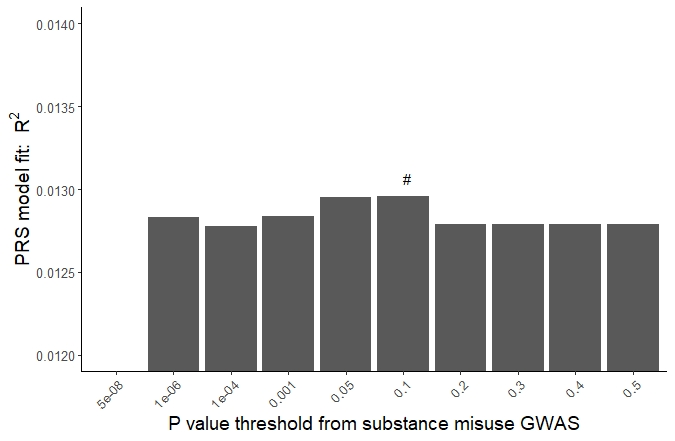 0.0140
0.0135
0.0130
0.0125
0.0120
PRS model fit: R²
#
5e-08
1e-06
1e-04
0.001
0.05
0.1
0.2
0.3
0.4
0.5
P value threshold from substance misuse GWAS